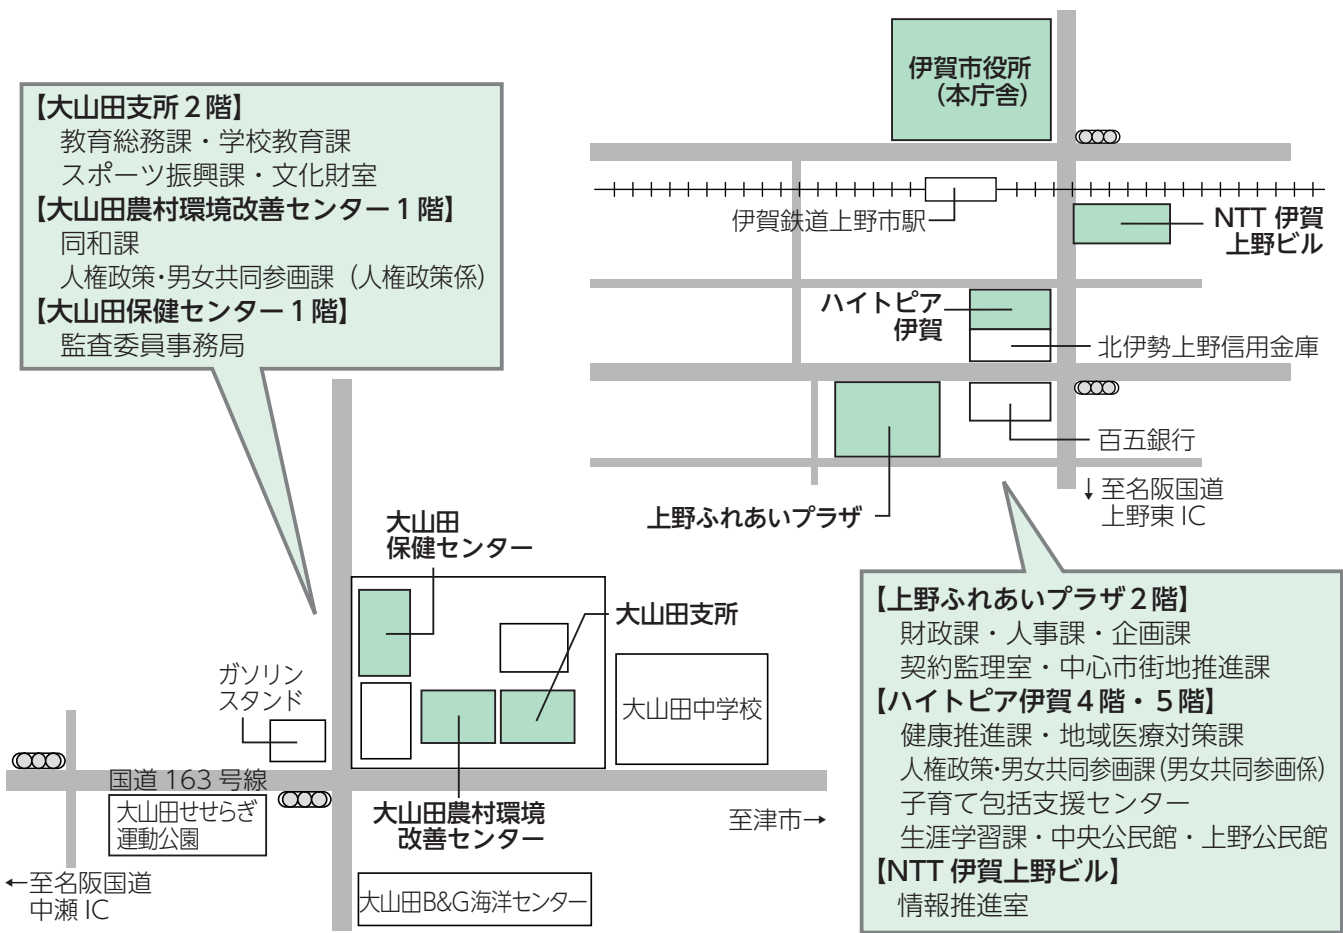 【大山田支所２階】
教育総務課・学校教育課
スポーツ振興課・文化財室
【大山田農村環境改善センター１階】
同和課
人権政策・男女共同参画課（人権政策係）
【大山田保健センター１階】
監査委員事務局
伊賀市役所
（本庁舎）
伊賀鉄道上野市駅
NTT 伊賀
上野ビル
ハイトピア
伊賀
北伊勢上野信用金庫
百五銀行
↓至名阪国道
上野東 IC
上野ふれあいプラザ
大山田
保健センター
大山田支所
ガソリン
スタンド
大山田中学校
国道 163 号線
大山田せせらぎ
運動公園
大山田農村環境
改善センター
至津市→
←至名阪国道
中瀬 IC
大山田B&G海洋センター
【上野ふれあいプラザ２階】
財政課・人事課・企画課
契約監理室・中心市街地推進課
【ハイトピア伊賀４階・５階】
健康推進課・地域医療対策課
人権政策・男女共同参画課（男女共同参画係）
子育て包括支援センター
生涯学習課・中央公民館・上野公民館
【NTT 伊賀上野ビル】
情報推進室